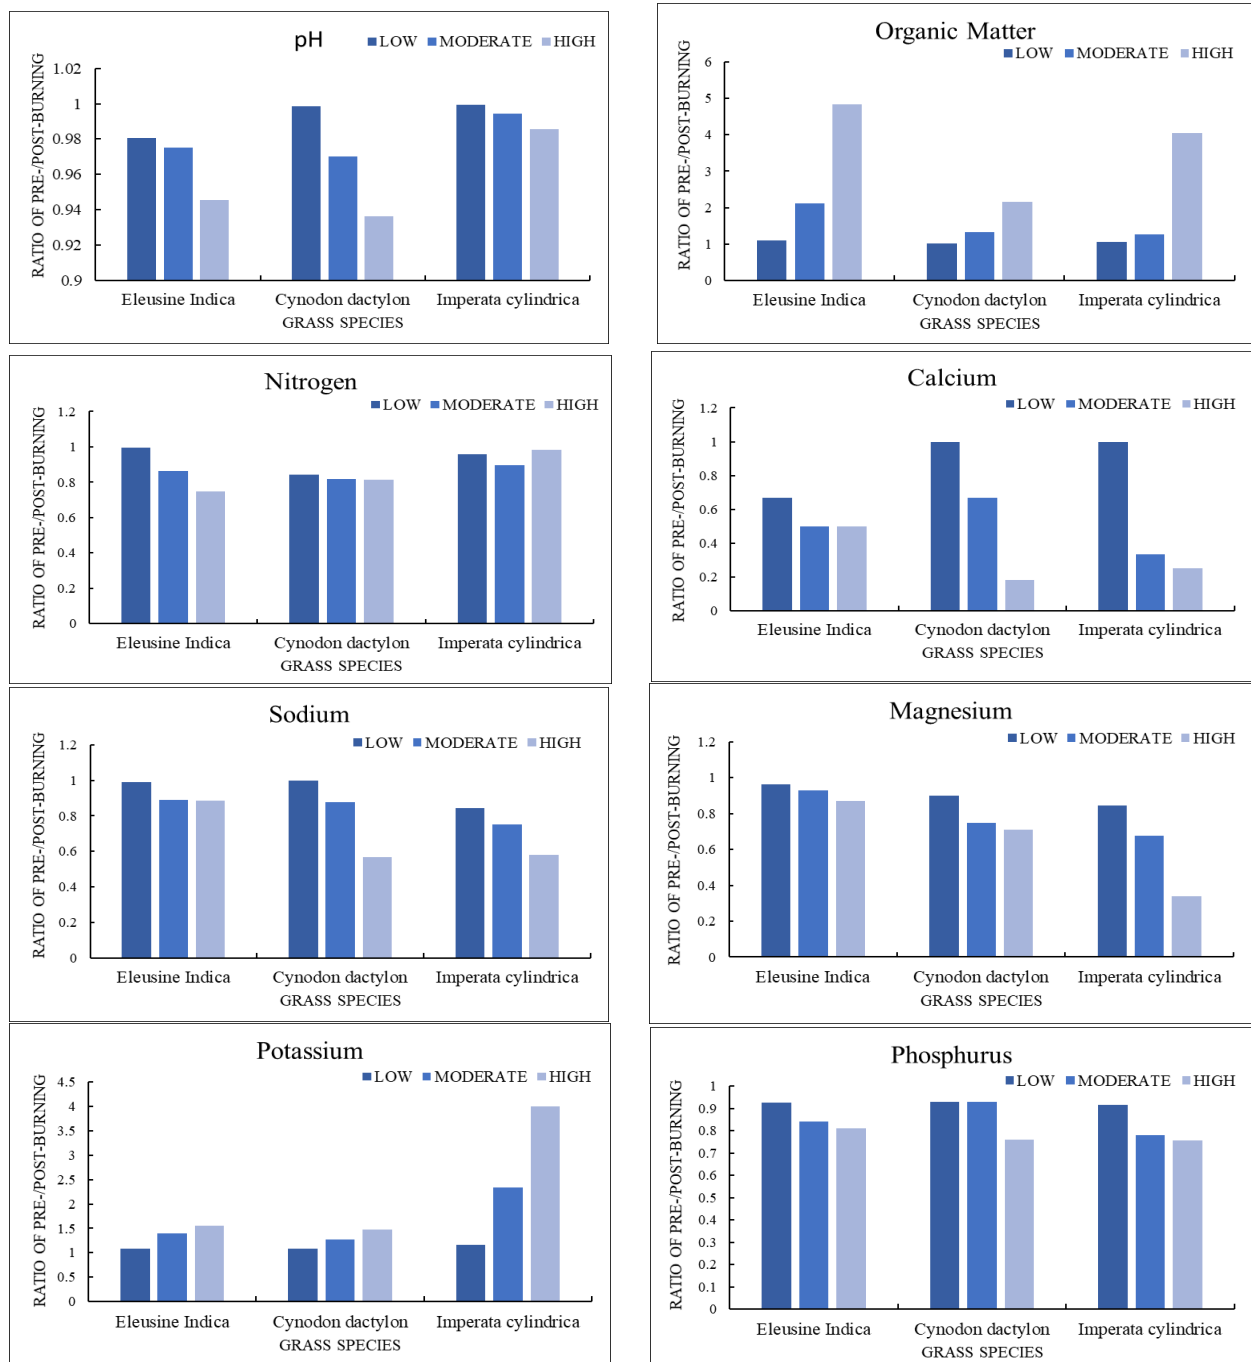 pH
LOW MODERATE HIGH
RATIO OF PRE-/POST-BURNING
1.02
1
0.98
0.96
0.94
0.92
0.9
Eleusine Indica Cynodon dactylon Imperata cylindrica
GRASS SPECIES
Organic Matter
LOW MODERATE HIGH
RATIO OF PRE-/POST-BURNING
6
5
4
3
2
1
0
Eleusine Indica Cynodon dactylon Imperata cylindrica
GRASS SPECIES
Nitrogen
LOW MODERATE HIGH
RATIO OF PRE-/POST-BURNING
1.2
1
0.8
0.6
0.4
0.2
0
Eleusine Indica Cynodon dactylon Imperata cylindrica
GRASS SPECIES
Calcium
LOW MODERATE HIGH
RATIO OF PRE-/POST-BURNING
1.2
1
0.8
0.6
0.4
0.2
0
Eleusine Indica Cynodon dactylon Imperata cylindrica
GRASS SPECIES
Sodium
LOW MODERATE HIGH
RATIO OF PRE-/POST-BURNING
1.2
1
0.8
0.6
0.4
0.2
0
Eleusine Indica Cynodon dactylon Imperata cylindrica
GRASS SPECIES
Magnesium
LOW MODERATE HIGH
RATIO OF PRE-/POST-BURNING
1.2
1
0.8
0.6
0.4
0.2
0
Eleusine Indica Cynodon dactylon Imperata cylindrica
GRASS SPECIES
Potassium
LOW MODERATE HIGH
RATIO OF PRE-/POST-BURNING
4.5
4
3.5
3
2.5
2
1.5
1
0.5
0
Eleusine Indica Cynodon dactylon Imperata cylindrica
GRASS SPECIES
Phosphurus
LOW MODERATE HIGH
RATIO OF PRE-/POST-BURNING
1
0.9
0.8
0.7
0.6
0.5
0.4
0.3
0.2
0.1
0
Eleusine Indica Cynodon dactylon Imperata cylindrica
GRASS SPECIES